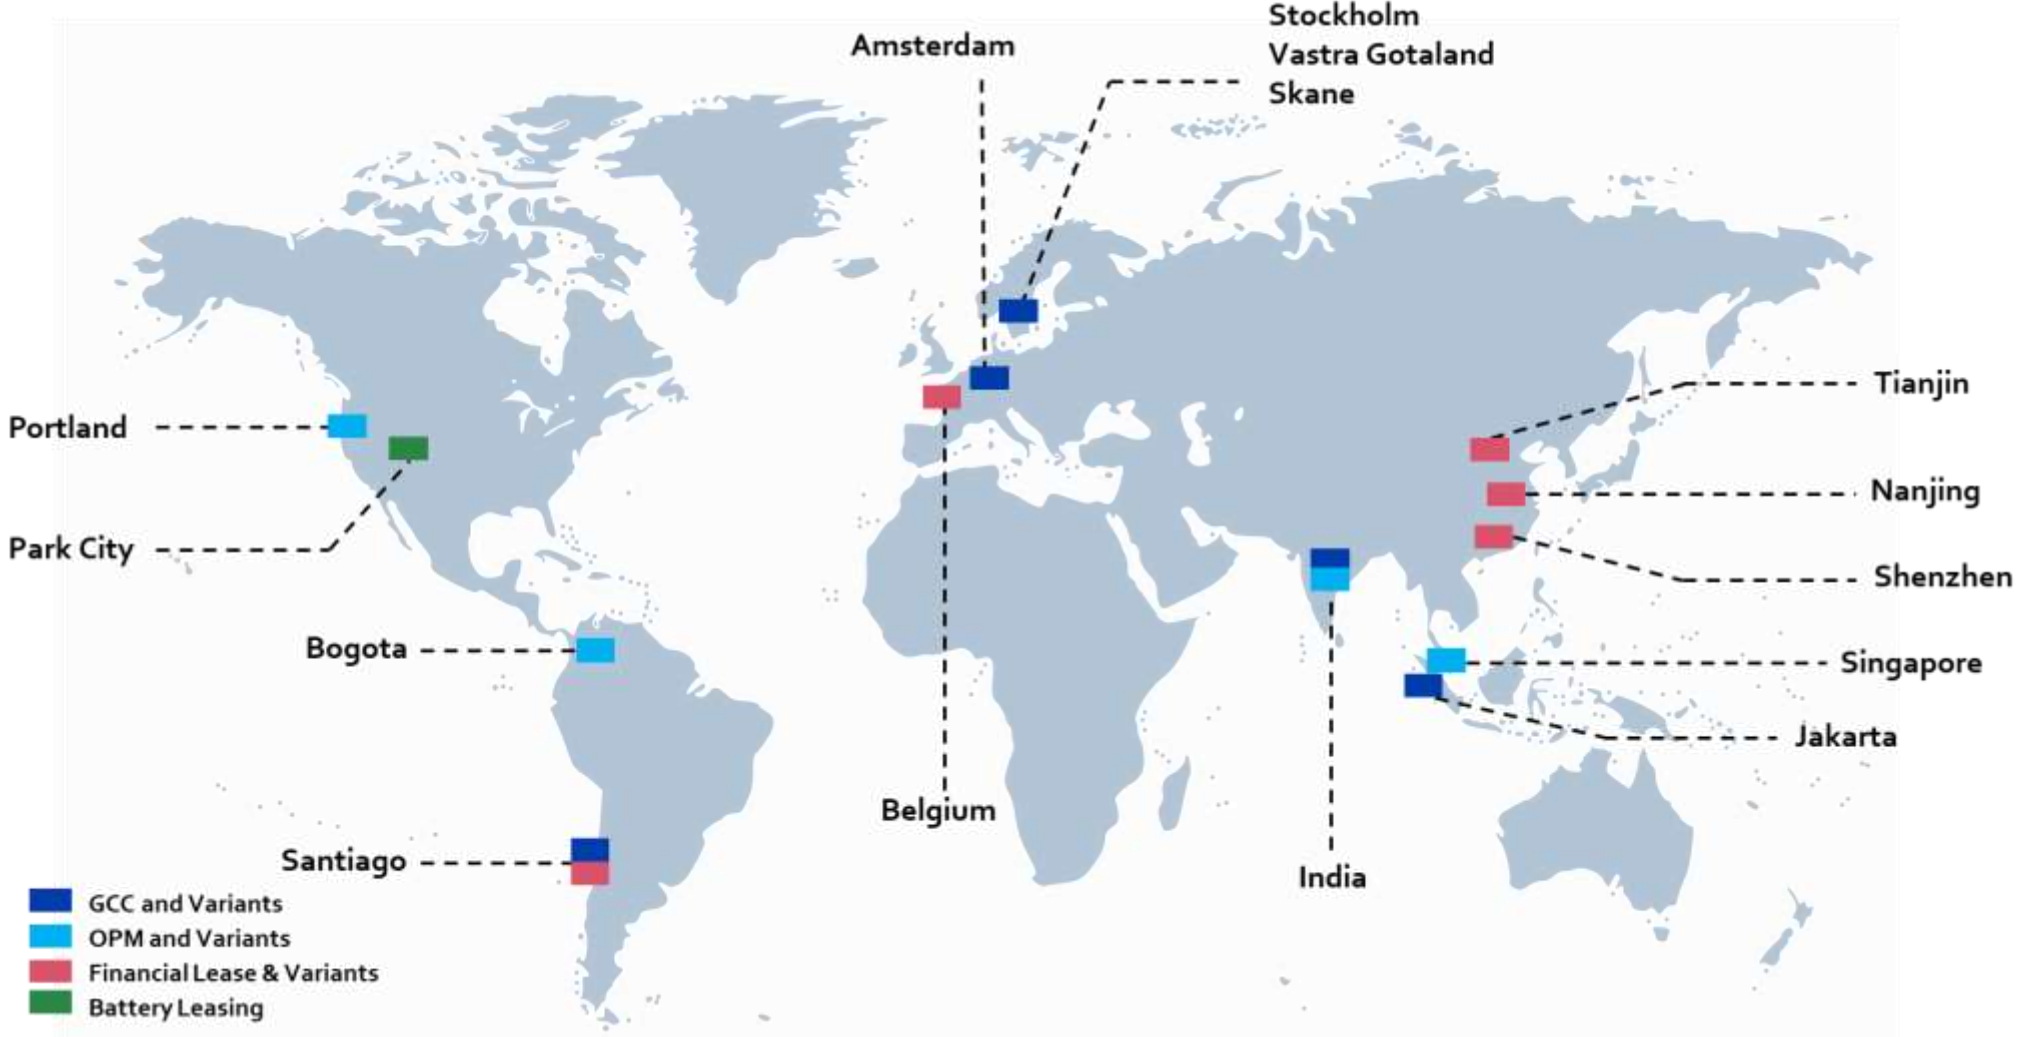 Stockholm
Vastra Gotaland
Skane
Amsterdam
Tianjin
Portland
Nanjing
Park City
Shenzhen
Bogota
Singapore
Jakarta
Belgium
Santiago
India
GCC and Variants
OPM and Variants
Financial Lease & Variants
Battery Leasing